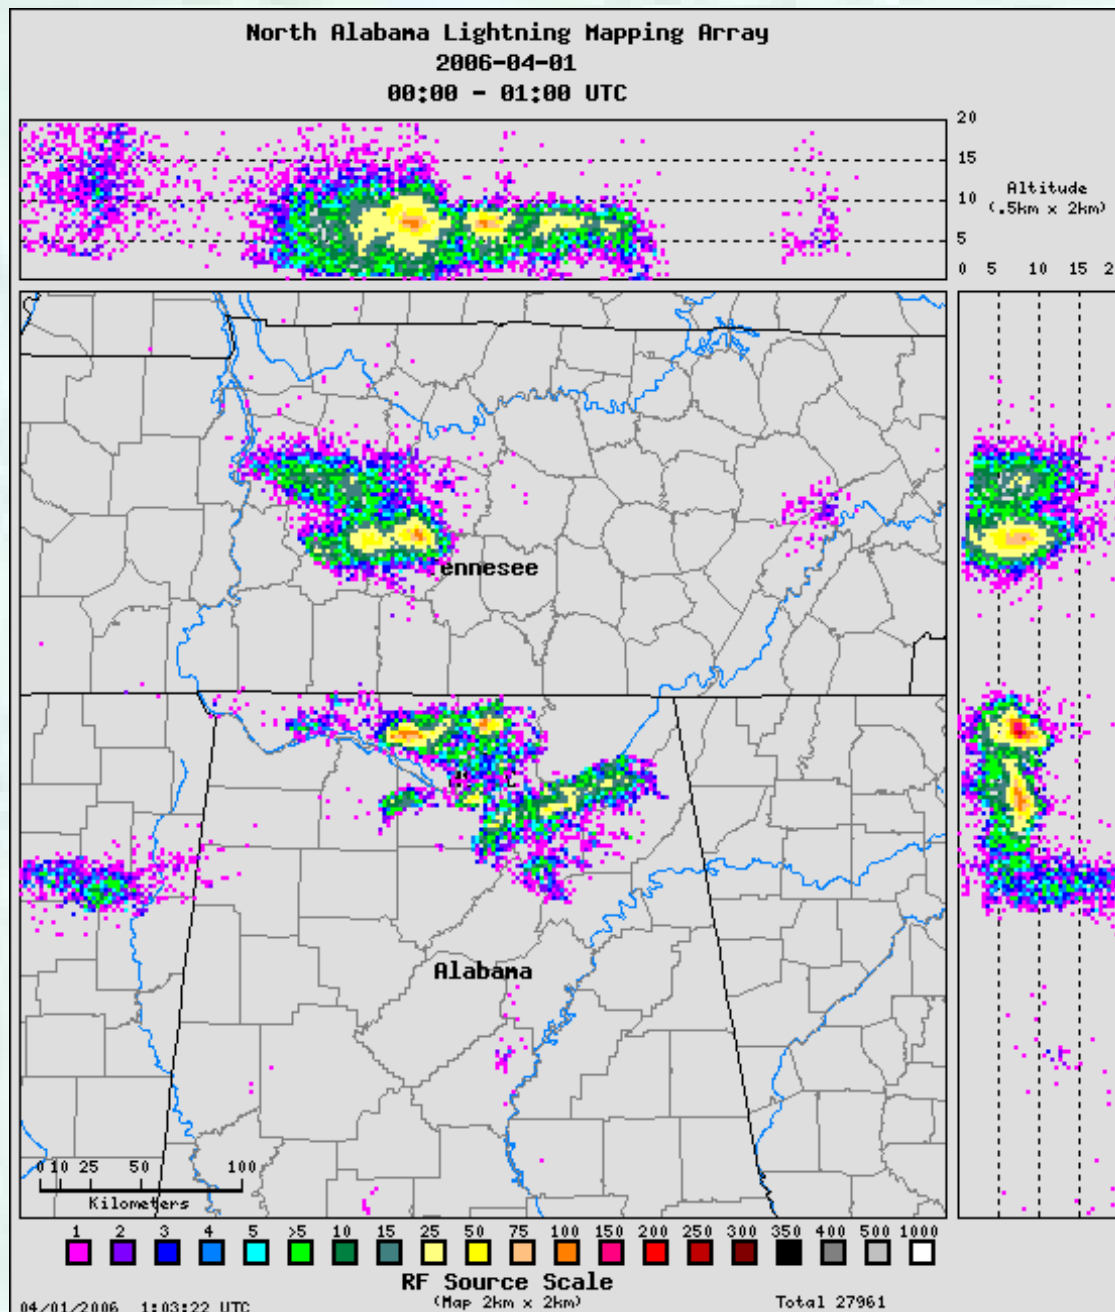 North Alabama Lightning Mapping Array
2006-04-01
00:00 - 01:00 UTC
20
15
10
5
Altitude
(.5km x 2km)
0 5 10 15 2
ennesee
Alabama
0 10 25 50 100
Kilometers
1 2 3 4 5 >5 10 15 25 50 75 100 150 200 250 300 350 400 500 1000
RF Source Scale
(Map 2km x 2km)
04/01/2006 1:03:22 UTC
Total 27961